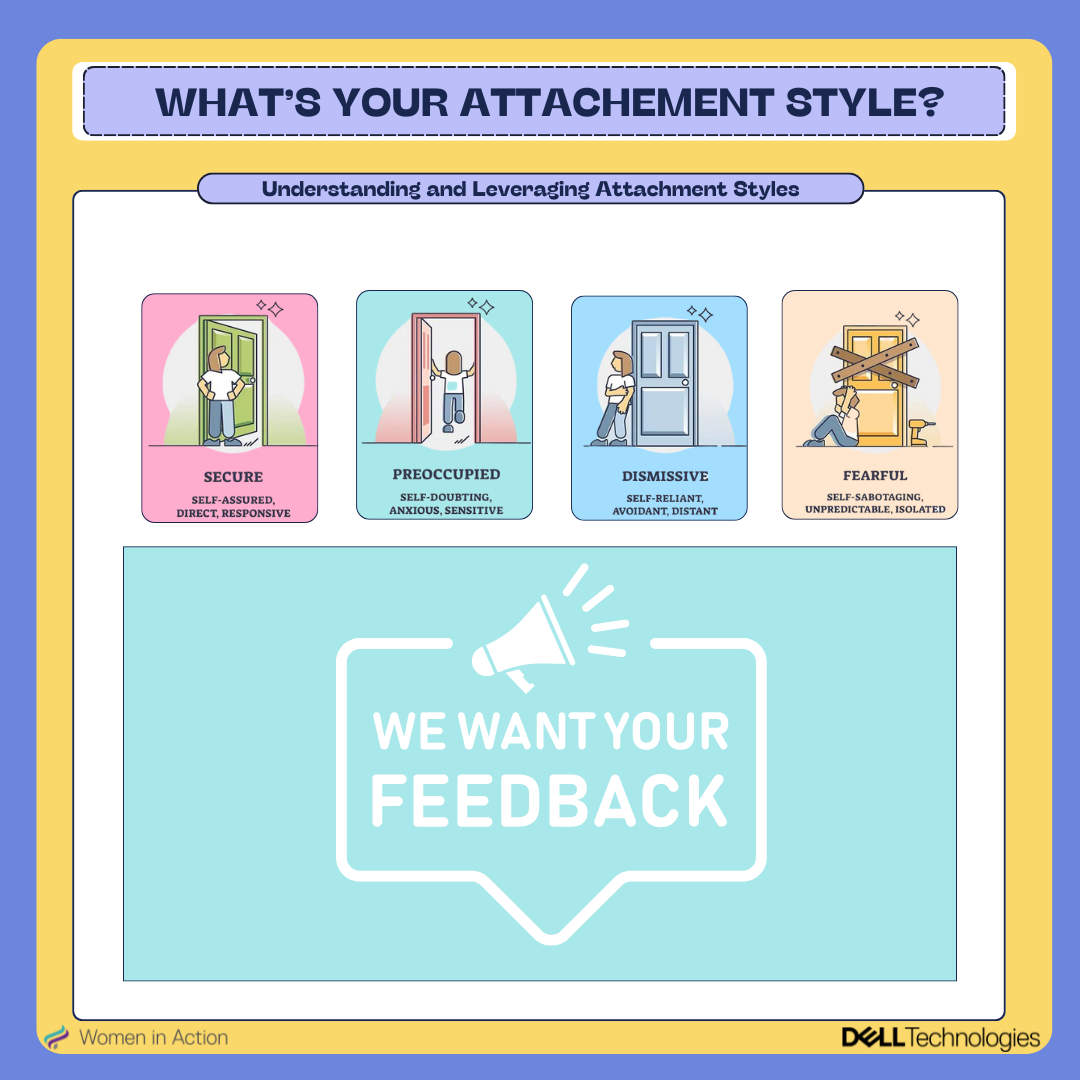 WHAT'S YOUR ATTACHEMENT STYLE?
Understanding and Leveraging Attachment Styles
SECURE
SELF-ASSURED,
DIRECT, RESPONSIVE
PREOCCUPIED
SELF-DOUBTING,
ANXIOUS, SENSITIVE
DISMISSIVE
SELF-RELIANT,
AVOIDANT, DISTANT
FEARFUL
SELF-SABOTAGING,
UNPREDICTABLE, ISOLATED
WE WANT YOUR
FEEDBACK
Women in Action
DELLTechnologies